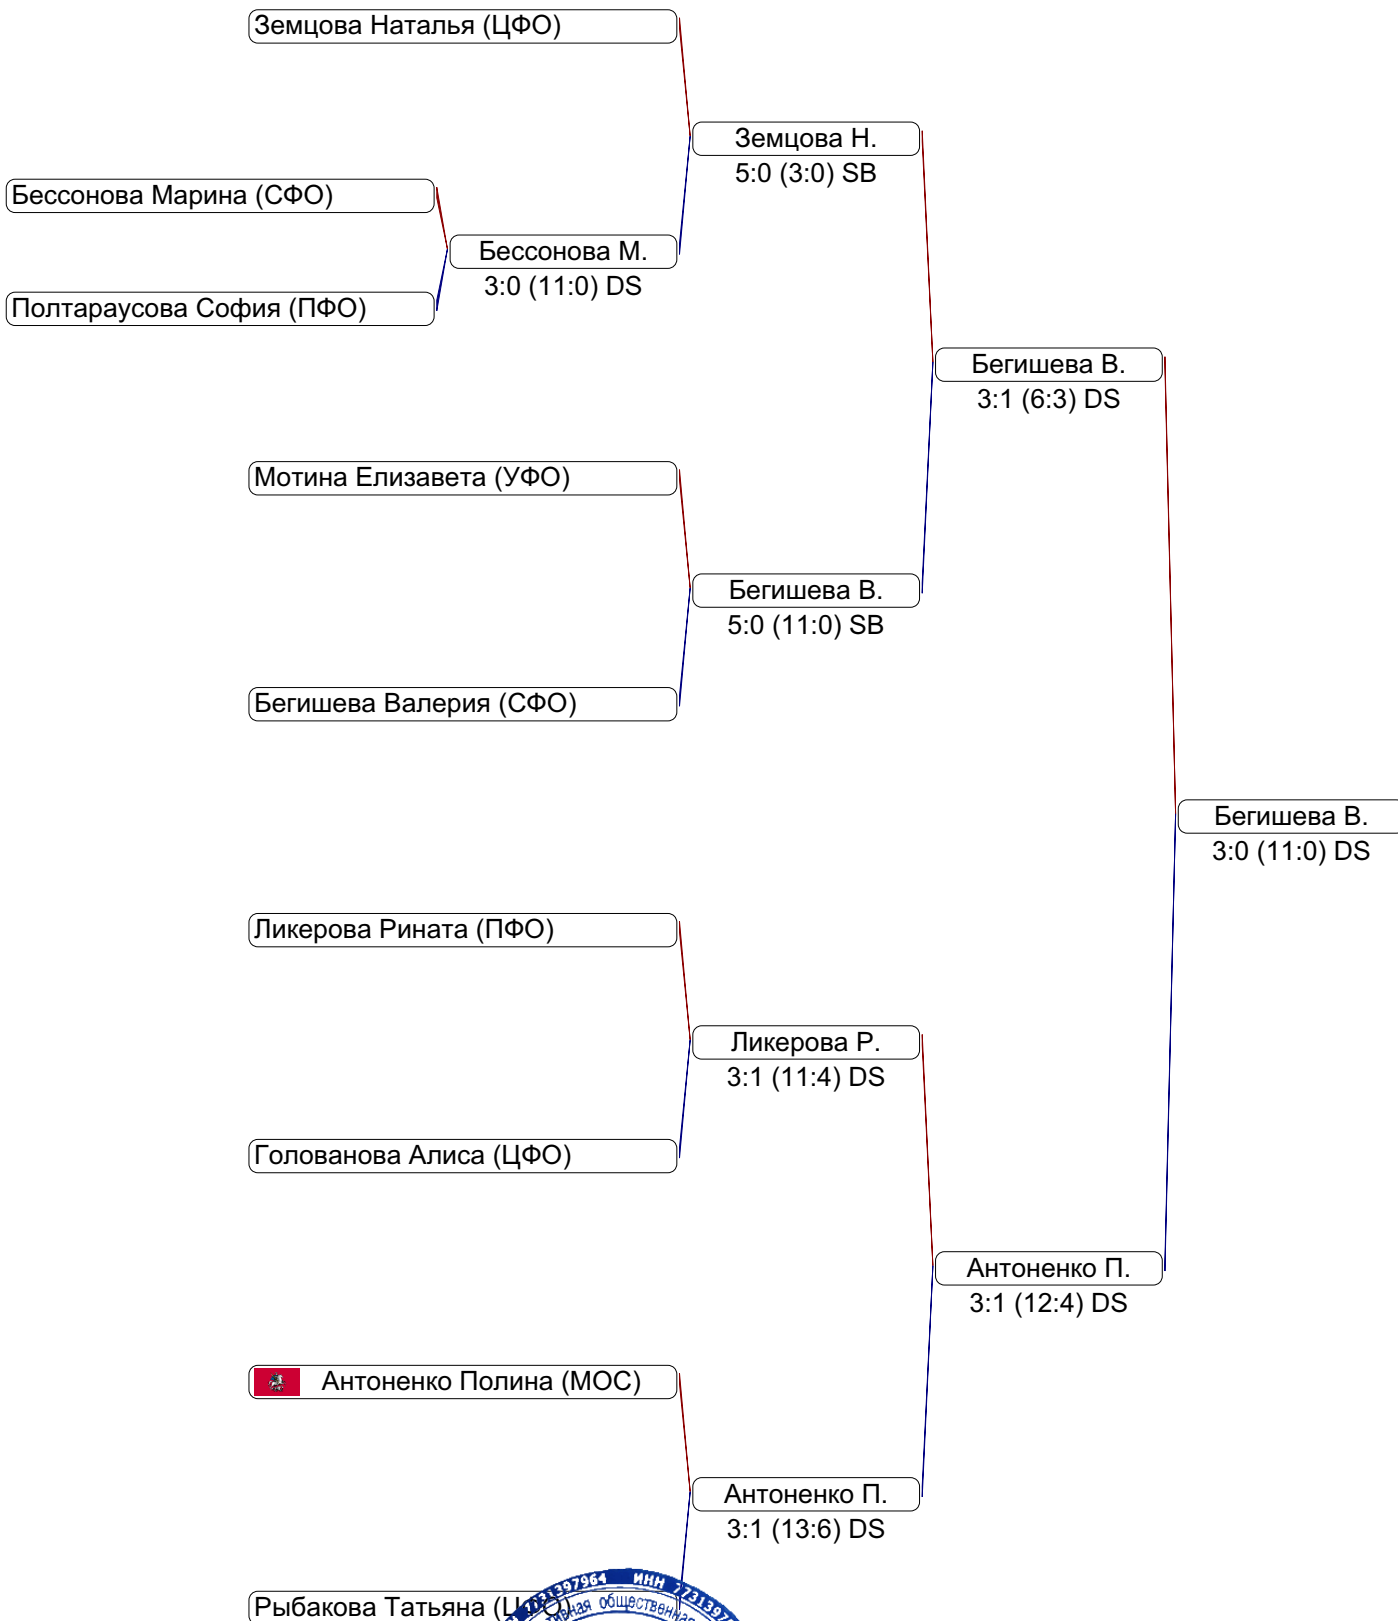 Земцова Наталья (ЦФО)
Земцова Н.
5:0 (3:0) SB
Бессонова Марина (СФО)
Бессонова М.
3:0 (11:0) DS
Полтараусова София (ПФО)
Бегишева В.
3:1 (6:3) DS
Мотина Елизавета (УФО)
Бегишева В.
5:0 (11:0) SB
Бегишева Валерия (СФО)
Бегишева В.
3:0 (11:0) DS
Ликерова Рината (ПФО)
Ликерова Р.
3:1 (11:4) DS
Голованова Алиса (ЦФО)
Антоненко П.
3:1 (12:4) DS
Антоненко Полина (МОС)
Антоненко П.
3:1 (13:6) DS
Рыбакова Татьяна
ИНН